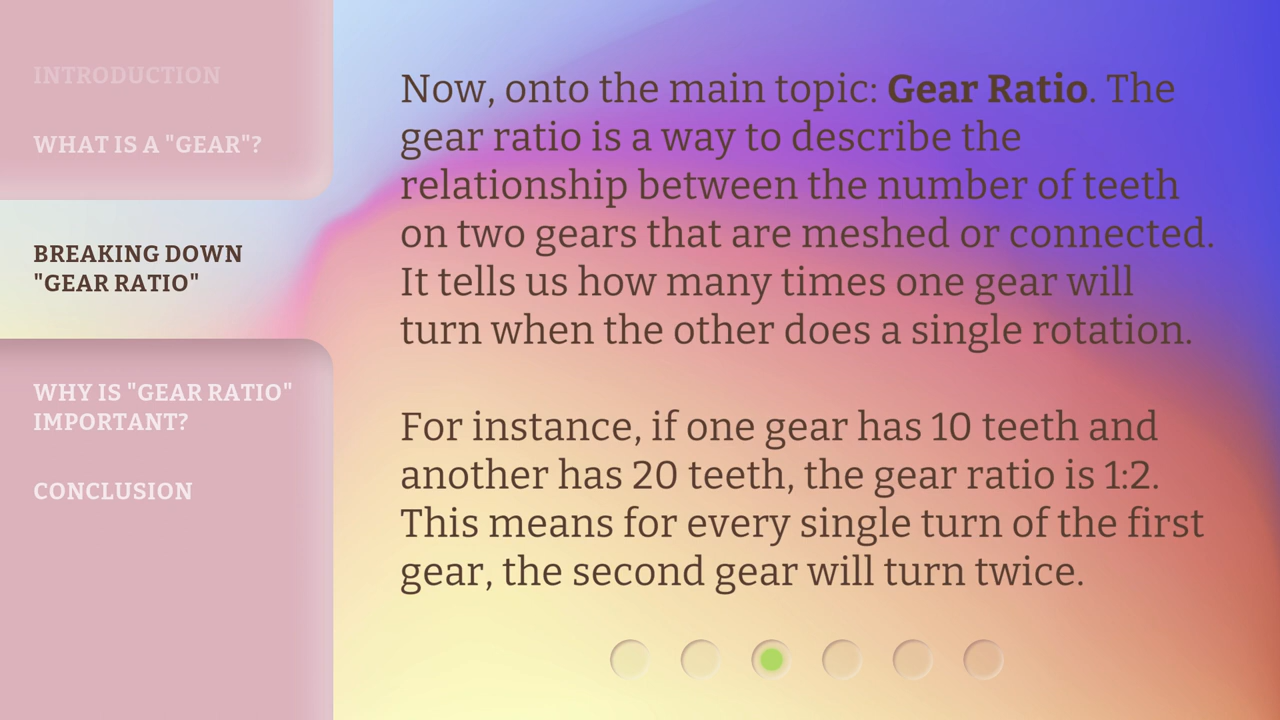 INTRODUCTION
WHAT IS A "GEAR"?
BREAKING DOWN
"GEAR RATIO"
WHY IS "GEAR RATIO"
IMPORTANT?
CONCLUSION
Now, onto the main topic: Gear Ratio. The
gear ratio is a way to describe the
relationship between the number of teeth
on two gears that are meshed or connected.
It tells us how many times one gear will
turn when the other does a single rotation.
For instance, if one gear has 10 teeth and
another has 20 teeth, the gear ratio is 1:2.
This means for every single turn of the first
gear, the second gear will turn twice.